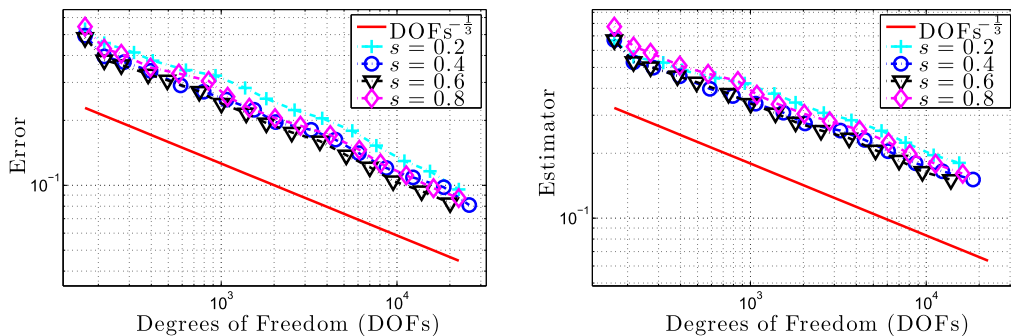 DOFs^{-\frac{1}{3}}
s = 0.2
s = 0.4
s = 0.6
s = 0.8
Error
10^{-1}
10^3
10^4
Degrees of Freedom (DOFs)
DOFs^{-\frac{1}{3}}
s = 0.2
s = 0.4
s = 0.6
s = 0.8
Estimator
10^{-1}
10^3
10^4
Degrees of Freedom (DOFs)